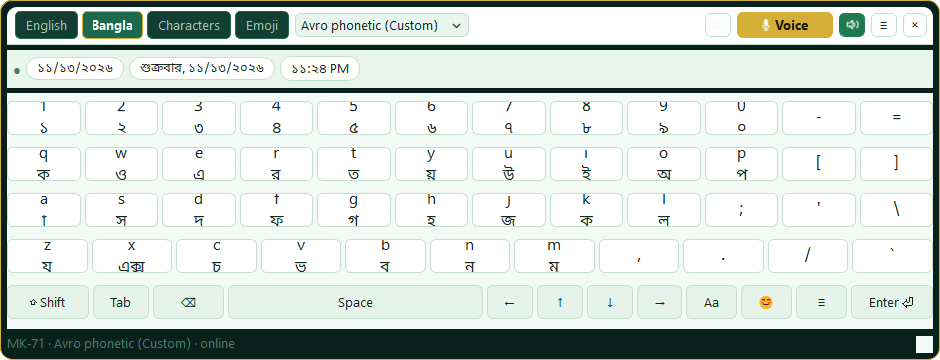 English Bangla Characters Emoji Avro phonetic (Custom) Voice ≡ ×
১১/১৩/২০২৬ শুক্রবার, ১১/১৩/২০২৬ ১১:২৪ PM
1 2 3 4 5 6 7 8 9 0 - =
১ ২ ৩ ৪ ৫ ৬ ৭ ৮ ৯ ০
q w e r t y u i o p [ ]
ক ও এ র ত য় উ ই অ প
a s d f g h j k l ; ' \
া স দ ফ গ হ জ ক ল
z x c v b n m , . / `
য এক্স চ ভ ব ন ম
⇧ Shift Tab ⌫ Space ← ↑ ↓ → Aa 😊 ≡ Enter ⏎
MK-71 · Avro phonetic (Custom) · online